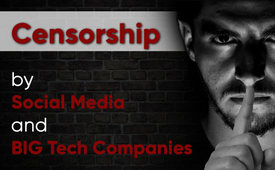 Censorship
by
Social Media
and
BIG Tech Companies